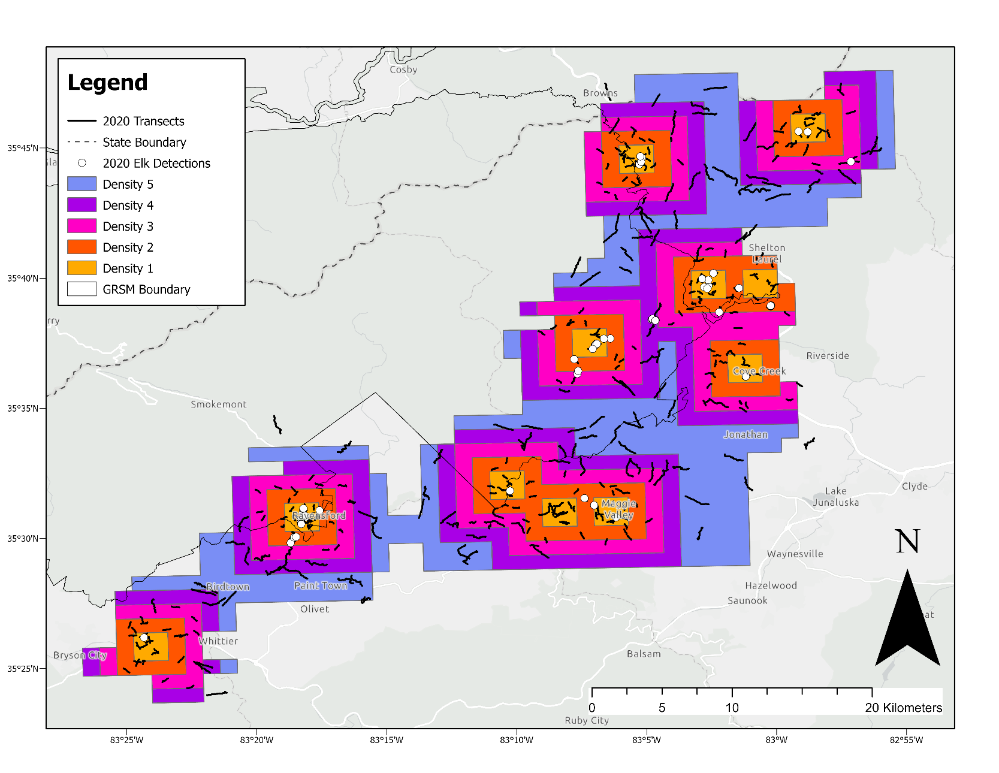 Legend
2020 Transects
State Boundary
2020 Elk Detections
Density 5
Density 4
Density 3
Density 2
Density 1
GRSM Boundary
Cosby
Browns
Shelton
Laurel
Riverside
Cove Creek
Smokemont
Jonathan
Clyde
Lake
Junaluska
Maggie
Valley
Ravensford
Waynesville
Birdtown
Paint Town
Hazelwood
Saunook
Olivet
Whittier
Bryson City
Balsam
Ruby City
rry
at
N
0
5
10
20 Kilometers
35°45'N
35°40'N
35°35'N
35°30'N
35°25'N
83°25'W
83°20'W
83°15'W
83°10'W
83°5'W
83°W
82°55'W